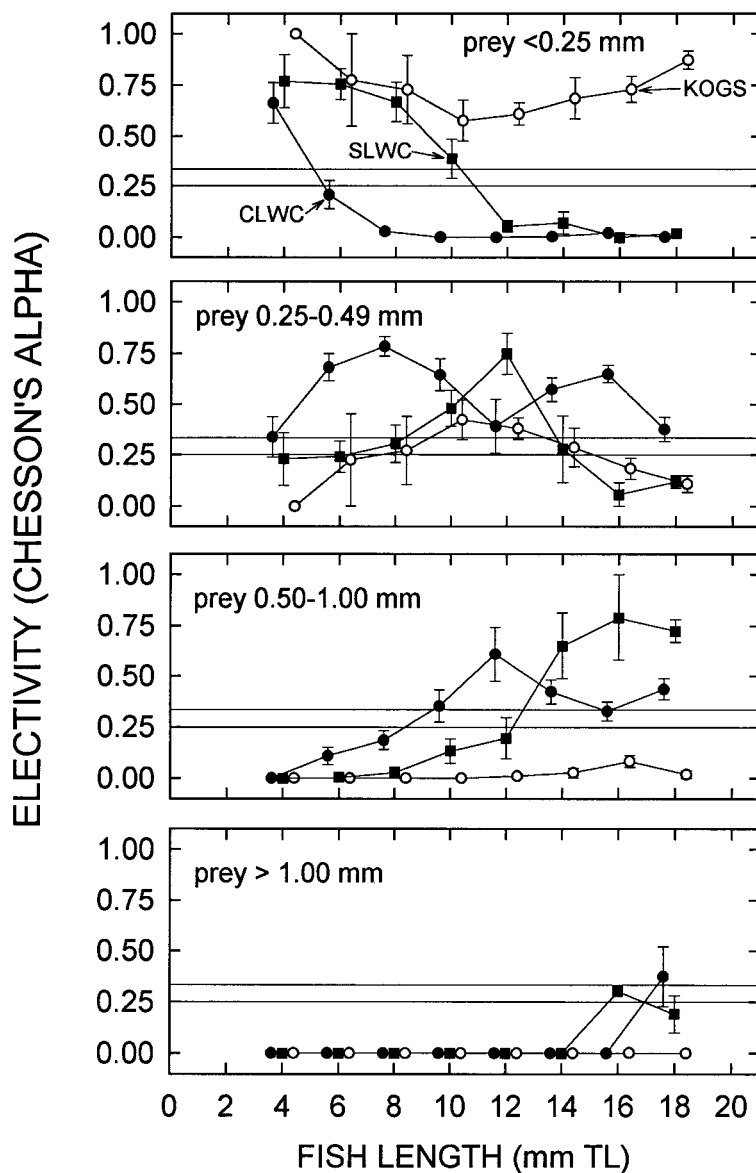 ELECTIVITY (CHESSON'S ALPHA)
1.00
0.75
0.50
0.25
0.00
prey <0.25 mm
KOGS
SLWC
CLWC
1.00
0.75
0.50
0.25
0.00
prey 0.25-0.49 mm
1.00
0.75
0.50
0.25
0.00
prey 0.50-1.00 mm
1.00
0.75
0.50
0.25
0.00
prey > 1.00 mm
0 2 4 6 8 10 12 14 16 18 20
FISH LENGTH (mm TL)